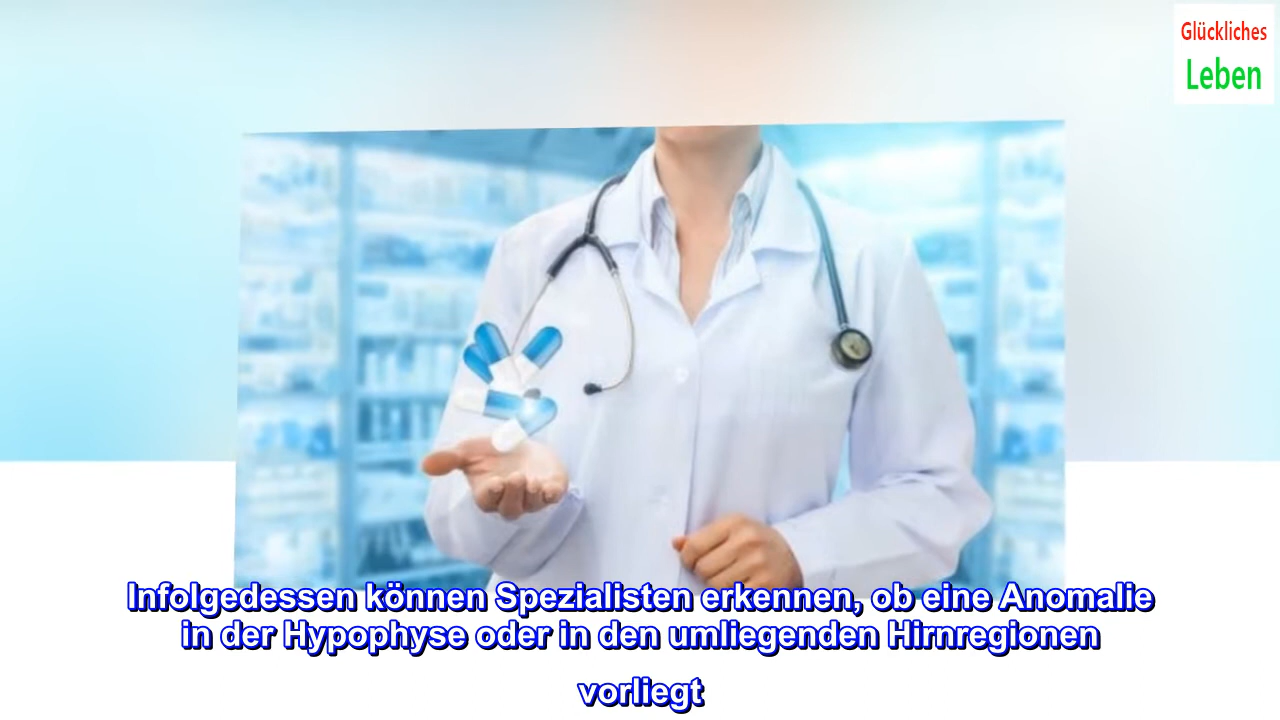 Glückliches
Leben
Infolgedessen können Spezialisten erkennen, ob eine Anomalie
in der Hypophyse oder in den umliegenden Hirnregionen
vorliegt